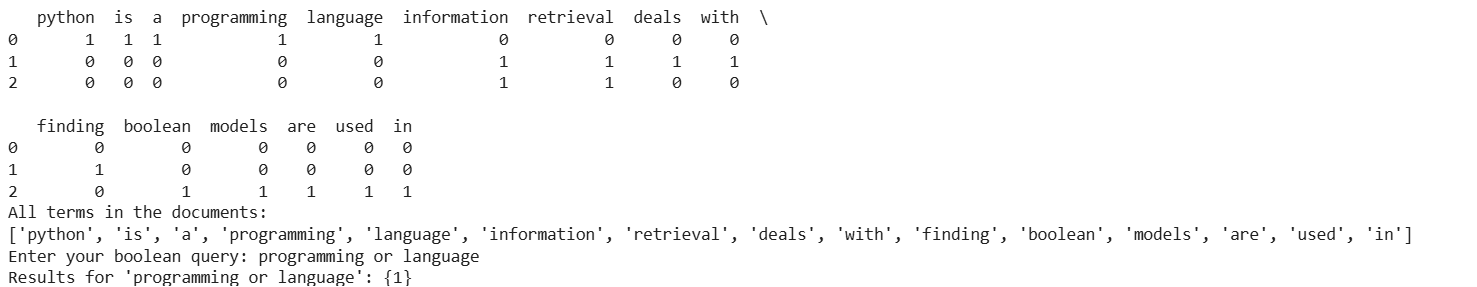 python is a programming language information retrieval deals with \
0 1 1 1 1 1 0 0 0 0
1 0 0 0 0 0 1 1 1 1
2 0 0 0 0 0 1 1 0 0
finding boolean models are used in
0 0 0 0 0 0 0
1 1 0 0 0 0 0
2 0 1 1 1 1 1
All terms in the documents:
['python', 'is', 'a', 'programming', 'language', 'information', 'retrieval', 'deals', 'with', 'finding', 'boolean', 'models', 'are', 'used', 'in']
Enter your boolean query: programming or language
Results for 'programming or language': {1}